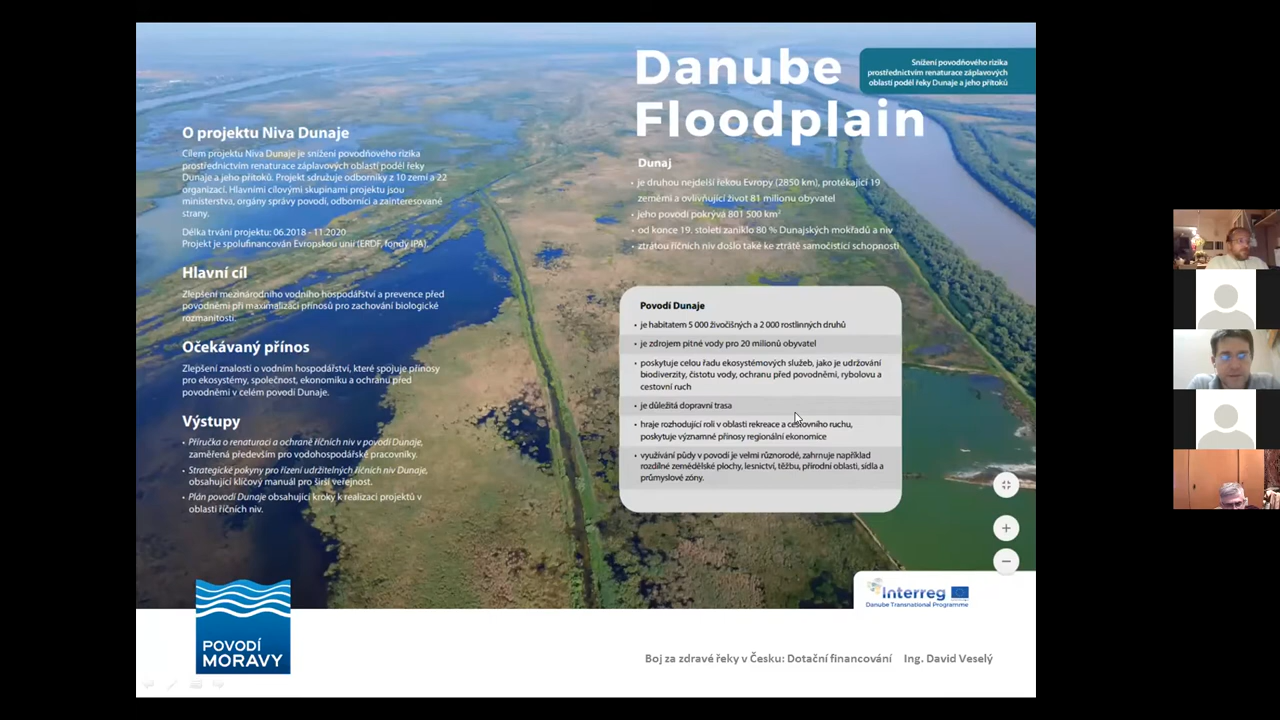 Danube
Floodplain
Snížení povodňového rizika
prostřednictvím renaturace záplavových
oblastí podél řeky Dunaje a jeho přítoků
O projektu Niva Dunaje
Cílem projektu Niva Dunaje je snížení povodňového rizika
prostřednictvím renaturace záplavových oblastí podél řeky
Dunaje a jeho přítoků. Projekt sdružuje odborníky z 10 zemí a 22
organizací. Hlavními cílovými skupinami projektu jsou
ministerstva, orgány správy povodí, odborníci a zainteresované
strany.
Délka trvání projektu: 06.2018 - 11.2020
Projekt je spolufinancován Evropskou unií (ERDF, fondy IPA).
Hlavní cíl
Zlepšení mezinárodního vodního hospodářství a prevence před
povodněmi při maximalizaci přínosů pro zachování biologické
rozmanitosti.
Očekávaný přínos
Zlepšení znalostí o vodním hospodářství, které spojuje přínosy
pro ekosystémy, společnost, ekonomiku a ochranu před
povodněmi v celém povodí Dunaje.
Výstupy
• Příručka o renaturaci a ochraně říčních niv v povodí Dunaje,
zaměřená především pro vodohospodářské pracovníky.
• Strategické pokyny pro řízení udržitelných říčních niv Dunaje,
obsahující klíčový manuál pro širší veřejnost.
• Plán povodí Dunaje obsahující kroky k realizaci projektů v
oblasti říčních niv.
Dunaj
• je druhou nejdelší řekou Evropy (2850 km), protékající 19
zeměmi a ovlivňující život 81 milionu obyvatel
• jeho povodí pokrývá 801 500 km²
• od konce 19. století zaniklo 80 % Dunajských mokřadů a niv
• ztrátou říčních niv došlo také ke ztrátě samočistící schopnosti
Povodí Dunaje
• je habitatem 5 000 živočišných a 2 000 rostlinných druhů
• je zdrojem pitné vody pro 20 milionů obyvatel
• poskytuje celou řadu ekosystémových služeb, jako je udržování
biodiverzity, čistotu vody, ochranu před povodněmi, rybolovu a
cestovní ruch
• je důležitá dopravní trasa
• hraje rozhodující roli v oblasti rekreace a cestovního ruchu,
poskytuje významné přínosy regionální ekonomice
• využívání půdy v povodí je velmi různorodé, zahrnuje například
rozdílné zemědělské plochy, lesnictví, těžbu, přírodní oblasti, sídla a
průmyslové zóny.
Interreg
Danube Transnational Programme
POVODÍ
MORAVY
Boj za zdravé řeky v Česku: Dotační financování Ing. David Veselý